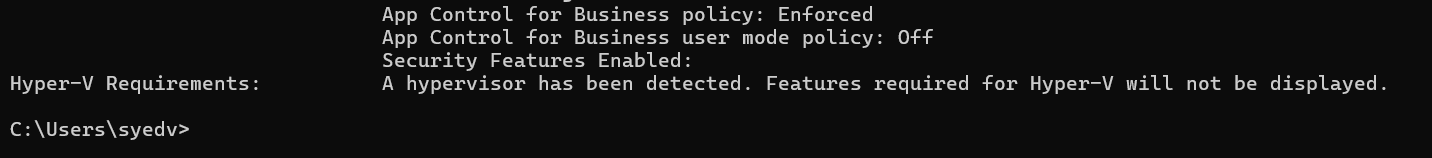 App Control for Business policy: Enforced
App Control for Business user mode policy: Off
Security Features Enabled:
Hyper-V Requirements: A hypervisor has been detected. Features required for Hyper-V will not be displayed.
C:\Users\syedv>